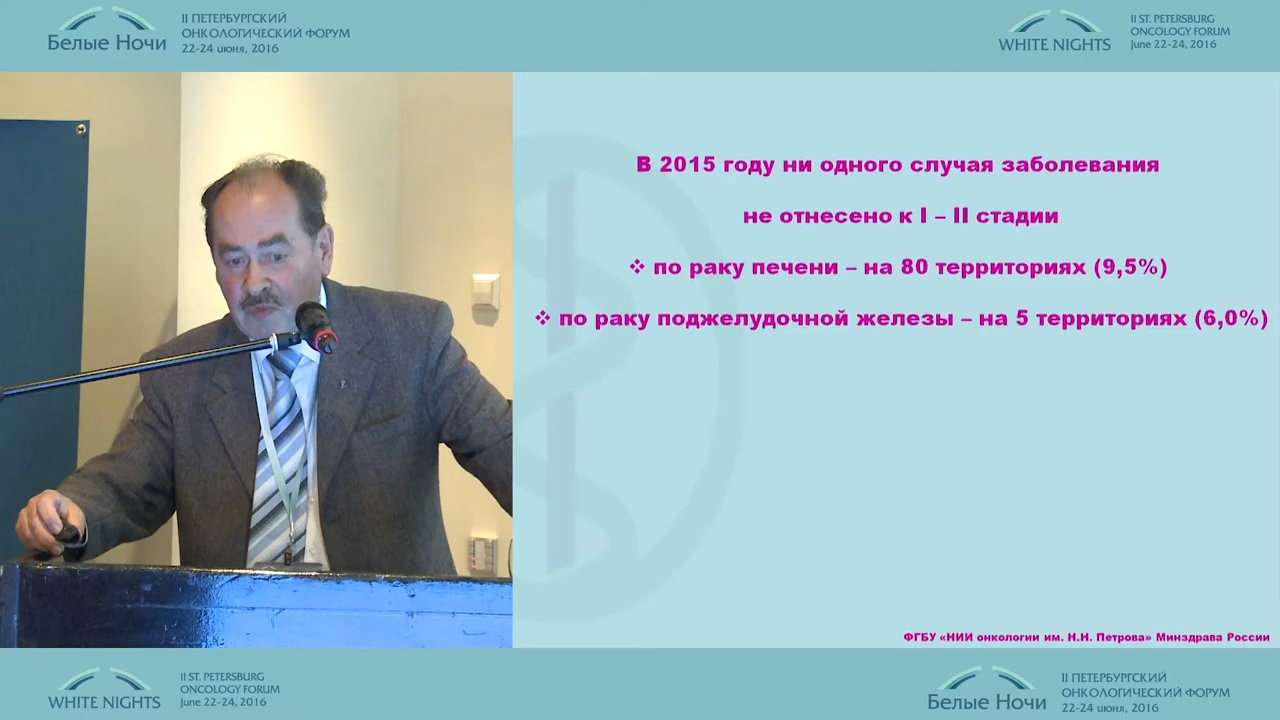 Белые Ночи
II ПЕТЕРБУРГСКИЙ
ОНКОЛОГИЧЕСКИЙ ФОРУМ
22-24 июня, 2016
WHITE NIGHTS
II ST. PETERSBURG
ONCOLOGY FORUM
June 22-24, 2016
В 2015 году ни одного случая заболевания
не отнесено к I – II стадии
❖ по раку печени – на 80 территориях (9,5%)
❖ по раку поджелудочной железы – на 5 территориях (6,0%)
ФГБУ «НИИ онкологии им. Н.Н. Петрова» Минздрава России
WHITE NIGHTS
II ST. PETERSBURG
ONCOLOGY FORUM
June 22-24, 2016
Белые Ночи
II ПЕТЕРБУРГСКИЙ
ОНКОЛОГИЧЕСКИЙ ФОРУМ
22-24 июня, 2016